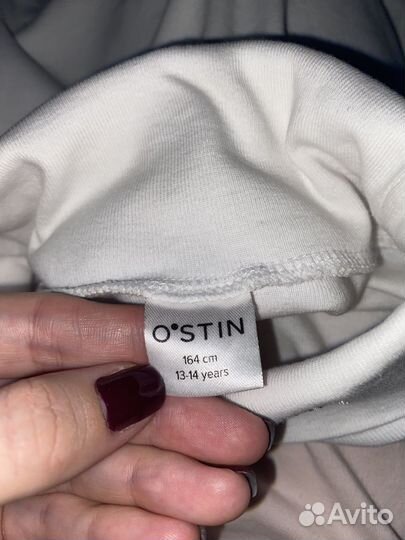 O°STIN
164 cm
13-14 years
Avito